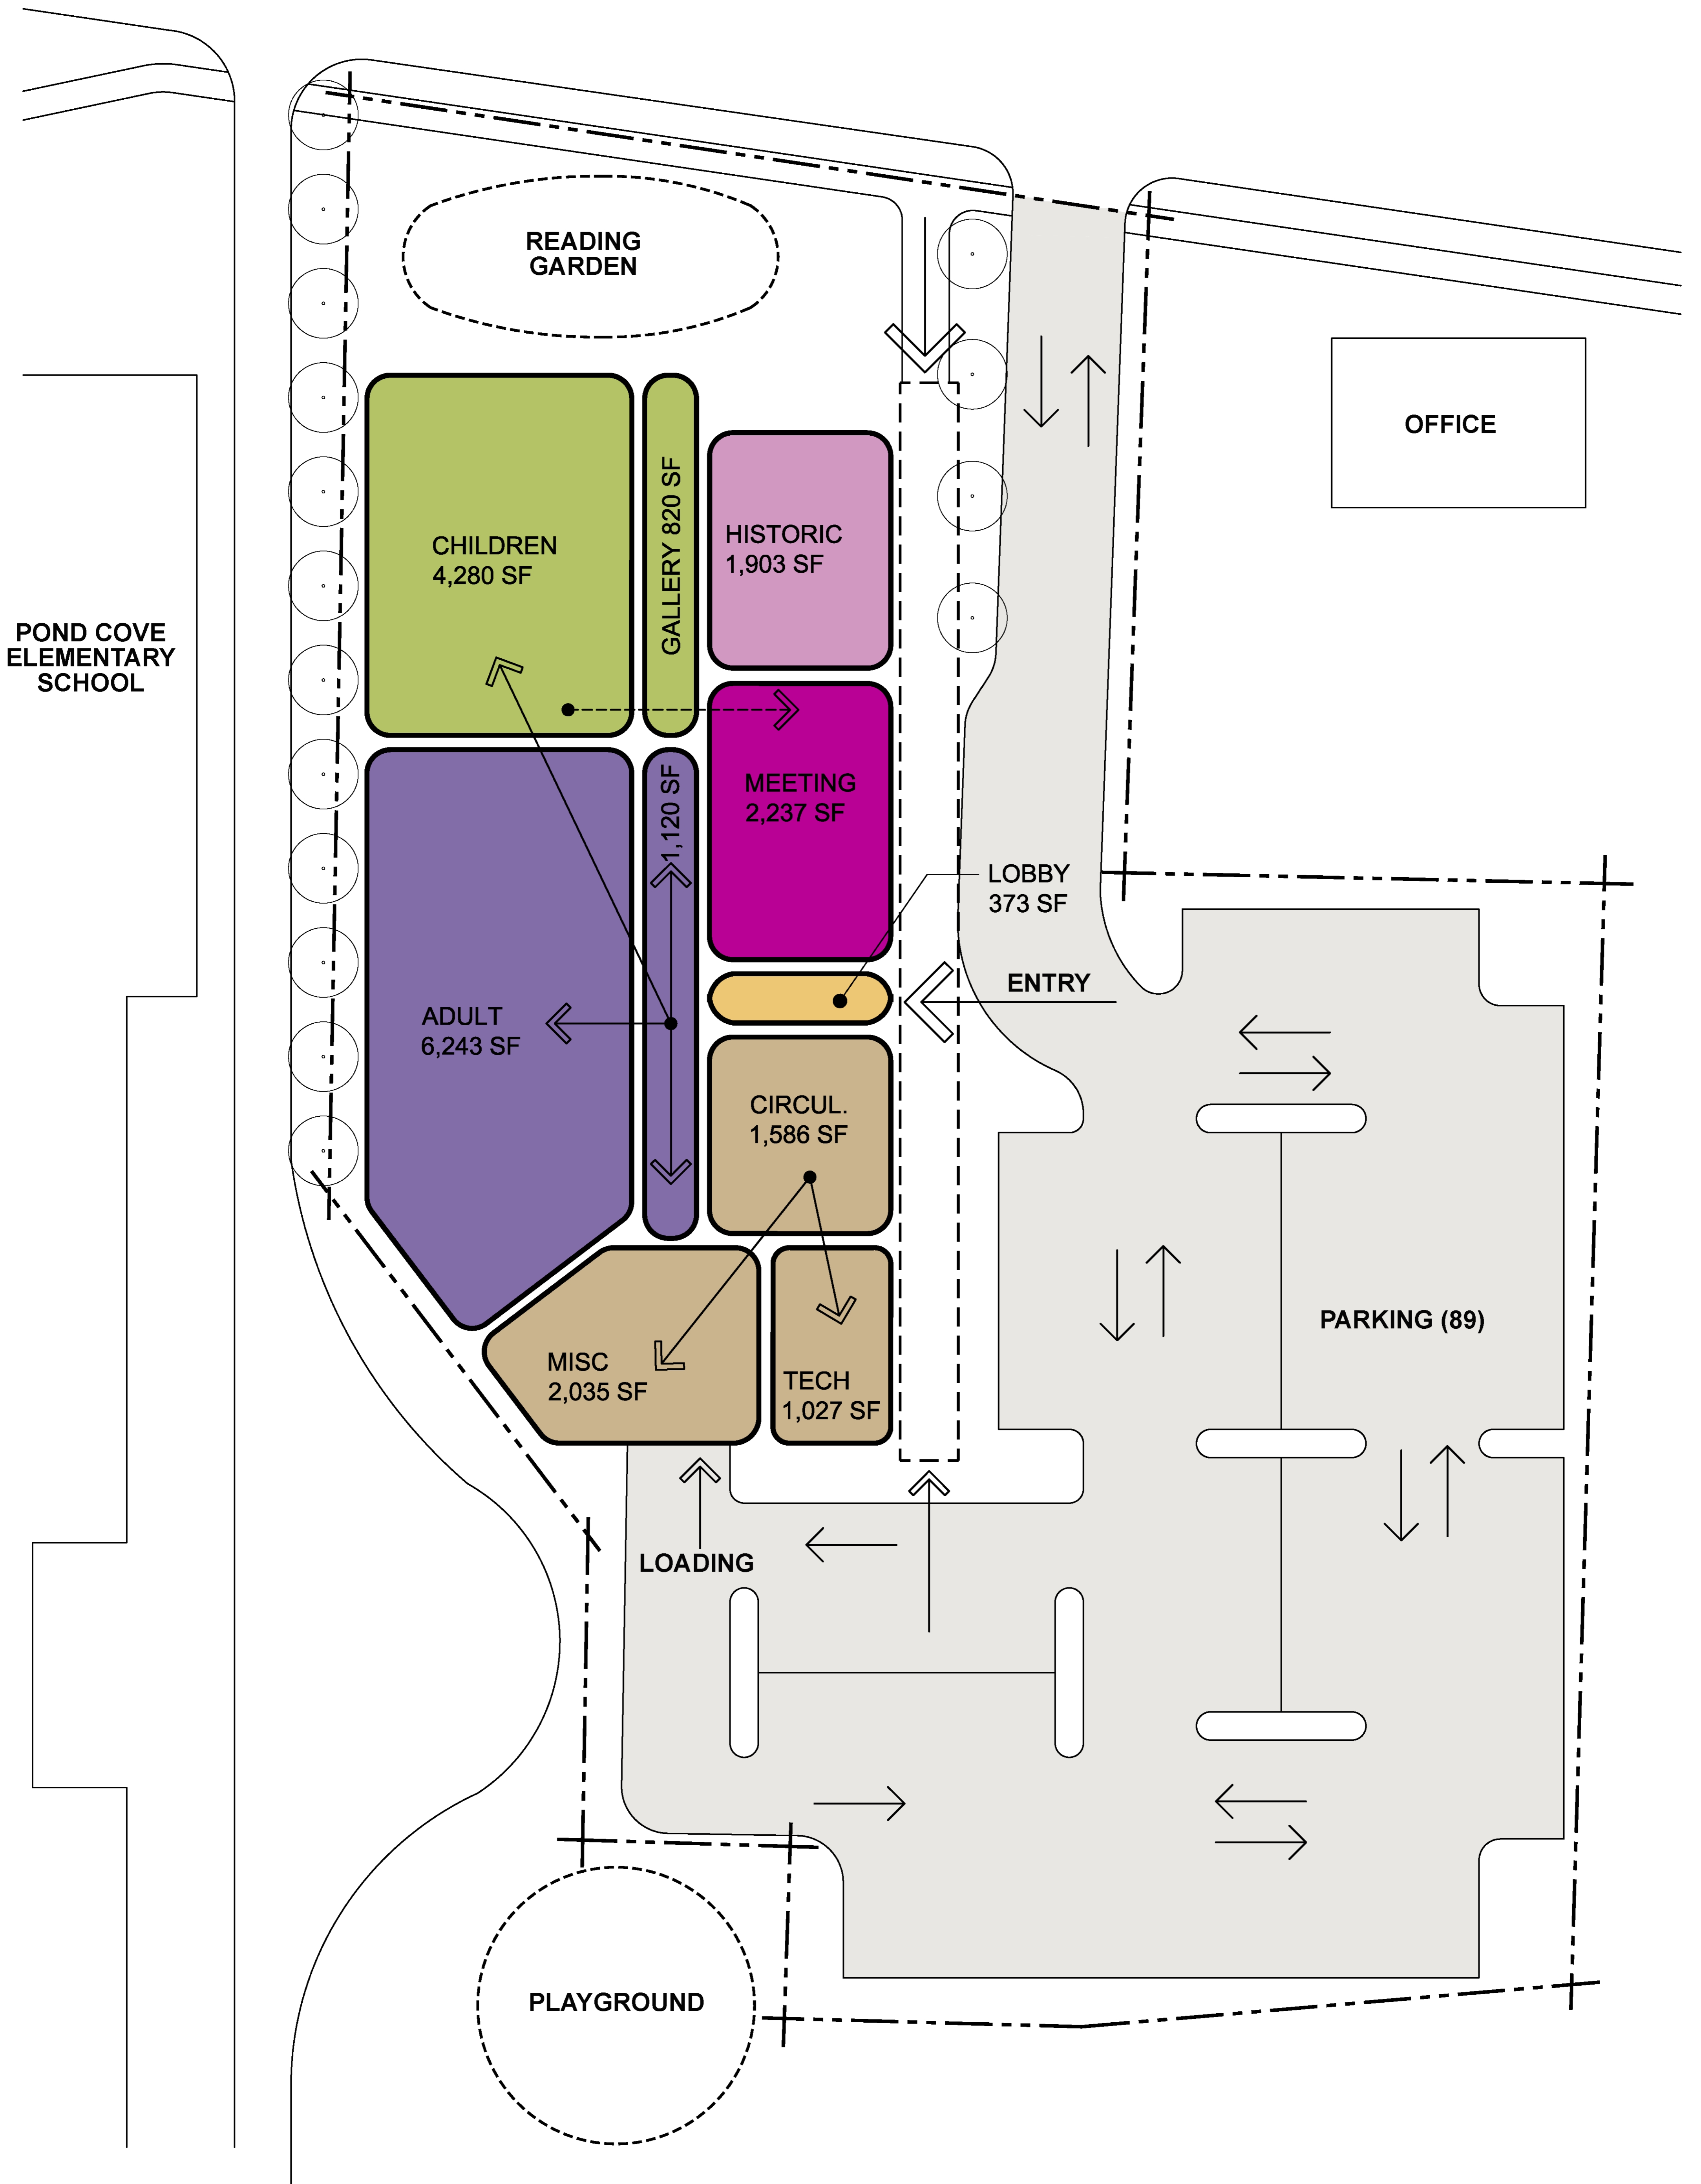 READING
GARDEN
OFFICE
CHILDREN
4,280 SF
GALLERY 820 SF
HISTORIC
1,903 SF
POND COVE
ELEMENTARY
SCHOOL
1,120 SF
MEETING
2,237 SF
LOBBY
373 SF
ENTRY
ADULT
6,243 SF
CIRCUL.
1,586 SF
PARKING (89)
MISC
2,035 SF
TECH
1,027 SF
LOADING
PLAYGROUND